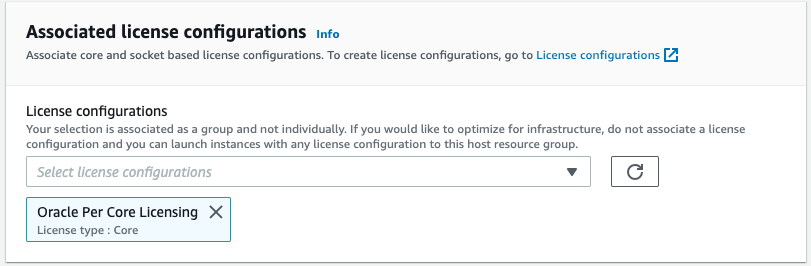 Associated license configurations Info
Associate core and socket based license configurations. To create license configurations, go to License configurations
License configurations
Your selection is associated as a group and not individually. If you would like to optimize for infrastructure, do not associate a license
configuration and you can launch instances with any license configuration to this host resource group.
Select license configurations
Oracle Per Core Licensing
License type : Core